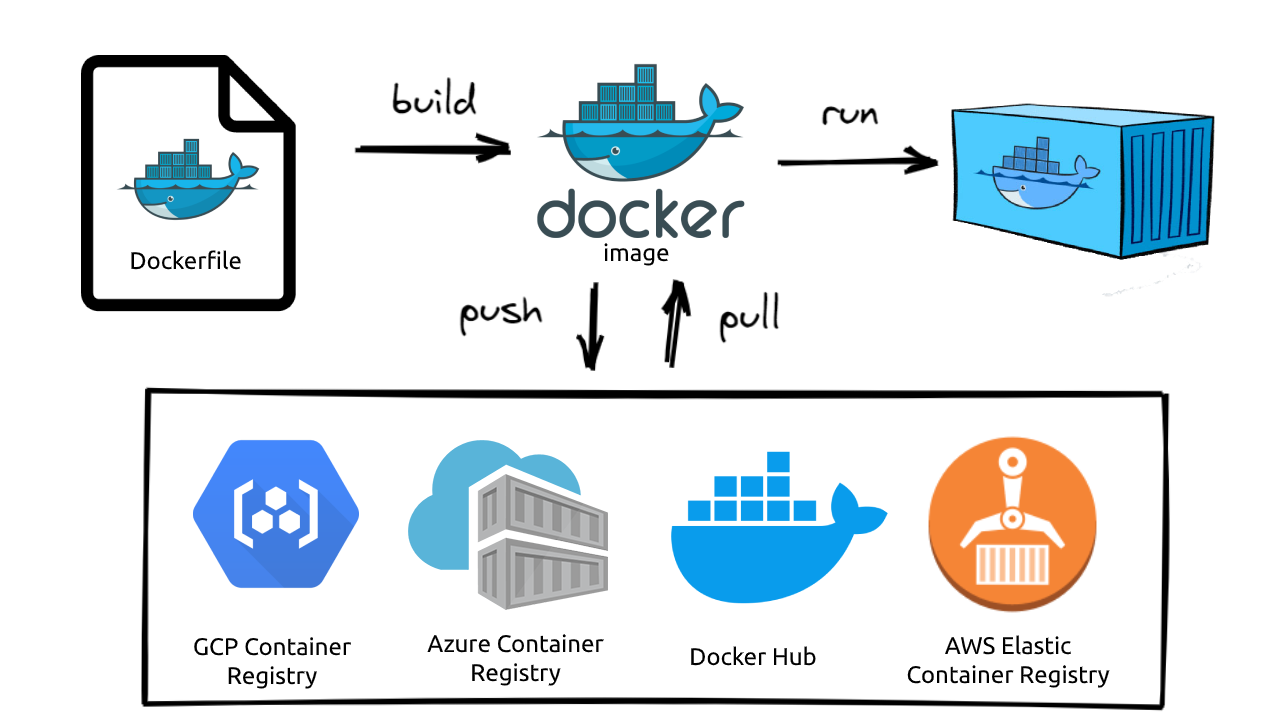 build
run
Dockerfile
docker
image
push
pull
GCP Container
Registry
Azure Container
Registry
Docker Hub
AWS Elastic
Container Registry